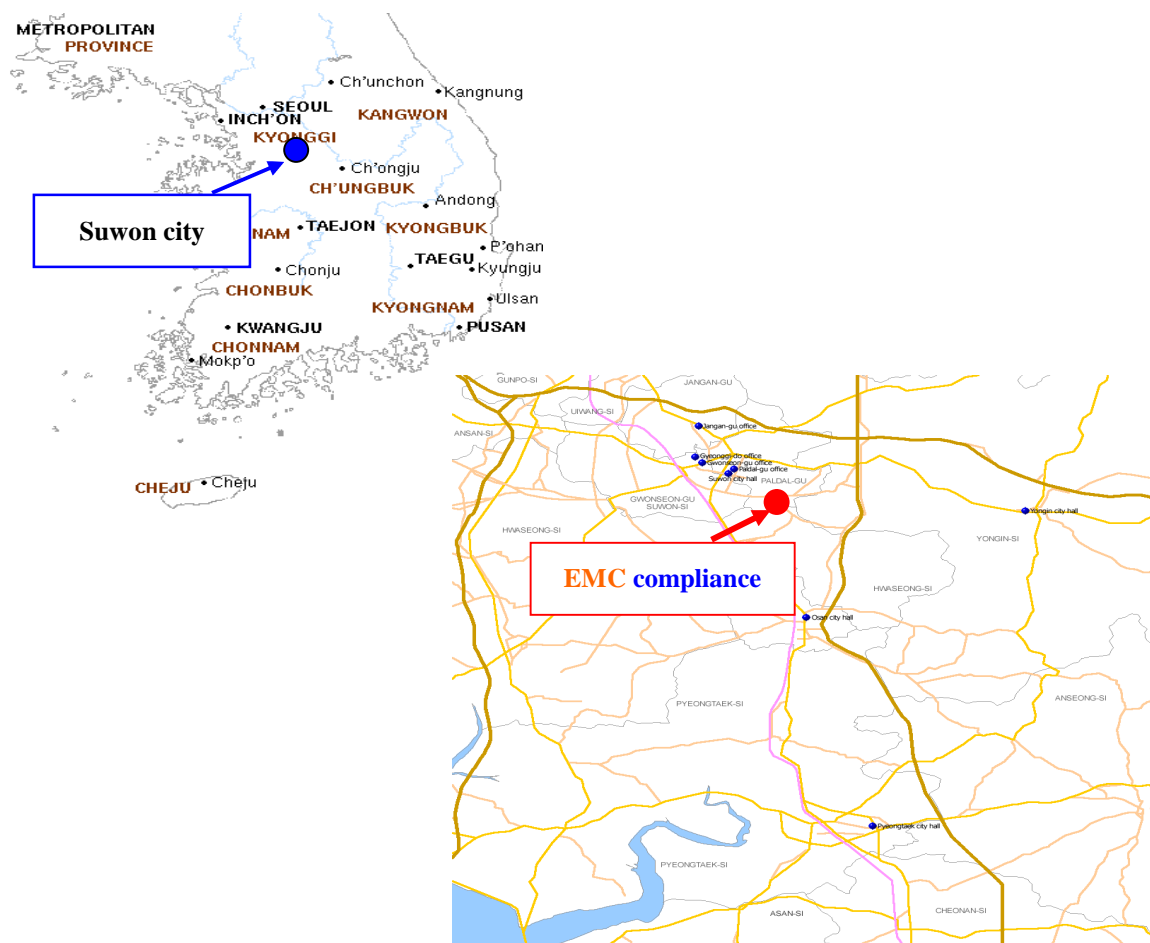 METROPOLITAN
PROVINCE
Ch'unchon
Kangnung
SEOUL
INCH'ON
KANGWON
KYONGGI
Ch'ongju
CH'UNGBUK
Suwon city
Andong
NAM
TAEJON
KYONGBUK
P'ohan
TAEGU
Kyungju
Chonju
CHONBUK
Ulsan
KYONGNAM
KWANGJU
PUSAN
CHONNAM
Mokp'o
CHEJU
Cheju
GUNPO-SI
JANGAN-GU
UIWANG-SI
Jangan-gu office
ANSAN-SI
Gyeonggi-do office
Gwonseon-gu office
Paldal-gu office
Suwon city hall
PALDAL-GU
GWONSEON-GU
SUWON-SI
Yongin city hall
HWASEONG-SI
YONGIN-SI
EMC compliance
HWASEONG-SI
Osan city hall
ANSEONG-SI
PYEONGTAEK-SI
Pyeongtaek city hall
PYEONGTAEK-SI
ASAN-SI
CHEONAN-SI